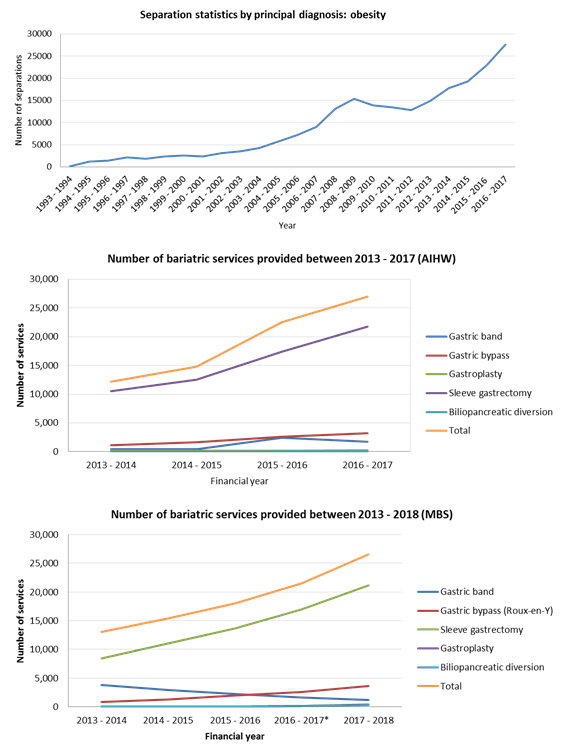 Separation statistics by principal diagnosis: obesity
30000
25000
20000
15000
10000
5000
0
Numbe rof separations
1993 - 1994
1994 - 1995
1995 - 1996
1996 - 1997
1997 - 1998
1998 - 1999
1999 - 2000
2000 - 2001
2001 - 2002
2002 - 2003
2003 - 2004
2004 - 2005
2005 - 2006
2006 - 2007
2007 - 2008
2008 - 2009
2009 - 2010
2010 - 2011
2011 - 2012
2012 - 2013
2013 - 2014
2014 - 2015
2015 - 2016
2016 - 2017
Year
Number of bariatric services provided between 2013 - 2017 (AIHW)
30,000
25,000
20,000
15,000
10,000
5,000
0
Number of services
2013 - 2014
2014 - 2015
2015 - 2016
2016 - 2017
Financial year
Gastric band
Gastric bypass
Gastroplasty
Sleeve gastrectomy
Biliopancreatic diversion
Total
Number of bariatric services provided between 2013 - 2018 (MBS)
30,000
25,000
20,000
15,000
10,000
5,000
0
Number of services
2013 - 2014
2014 - 2015
2015 - 2016
2016 - 2017*
2017 - 2018
Financial year
Gastric band
Gastric bypass (Roux-en-Y)
Sleeve gastrectomy
Gastroplasty
Biliopancreatic diversion
Total